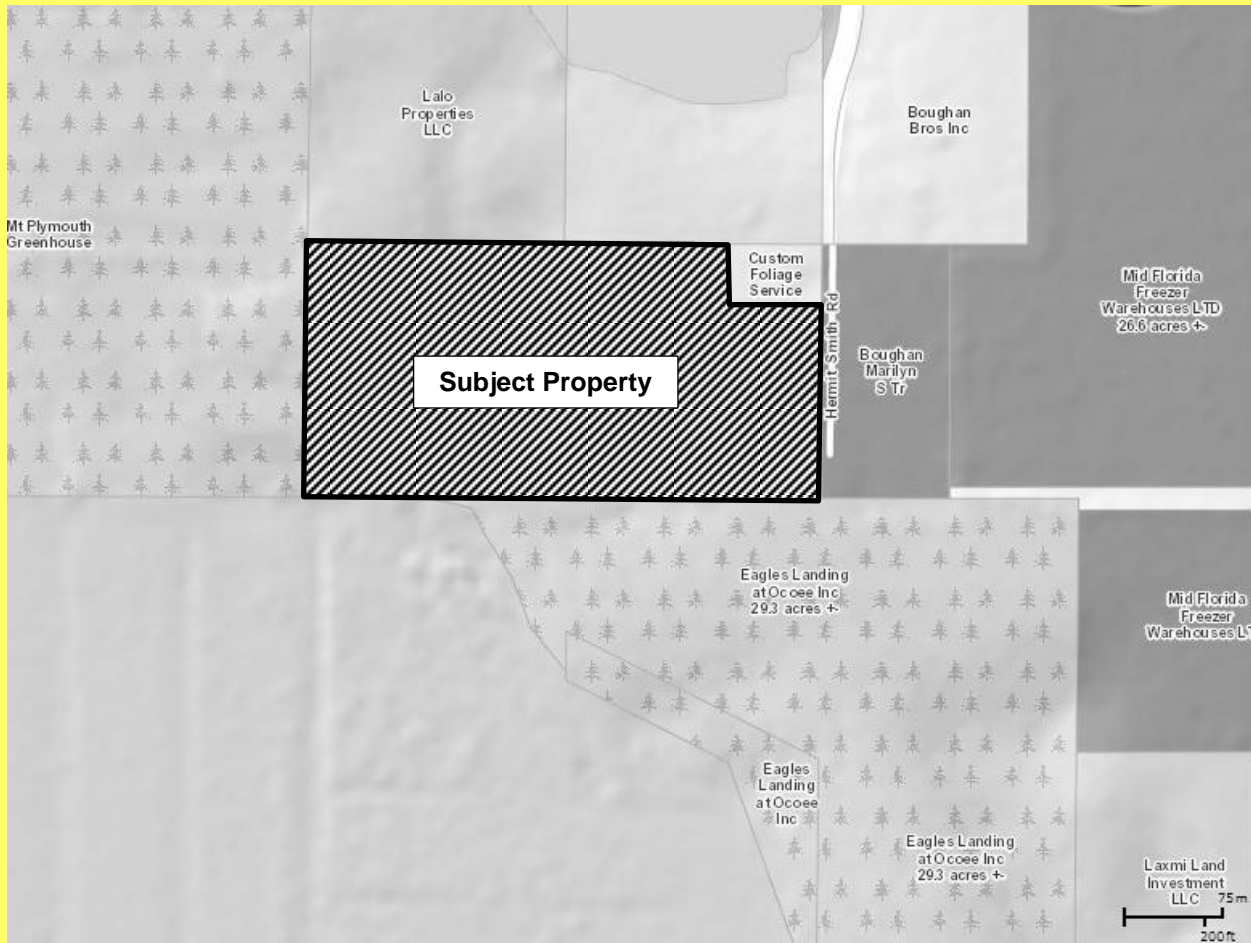 Lalo
Properties
LLC
Boughan
Bros Inc
Mt Plymouth
Greenhouse
Custom
Foliage
Service
Mid Florida
Freezer
Warehouses LTD
26.6 acres +-
Hermit Smith Rd
Boughan
Marilyn
S Tr
Subject Property
Eagles Landing
at Ocoee Inc
29.3 acres +-
Mid Florida
Freezer
Warehouses LT
Eagles
Landing
at Ocoee
Inc
Eagles Landing
at Ocoee Inc
29.3 acres +-
Laxmi Land
Investment
LLC
75m
200ft